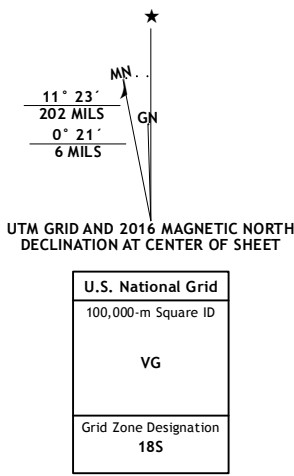 ★
MN
11° 23´
202 MILS
GN
0° 21´
6 MILS
UTM GRID AND 2016 MAGNETIC NORTH
DECLINATION AT CENTER OF SHEET
U.S. National Grid
100,000-m Square ID
VG
Grid Zone Designation
18S